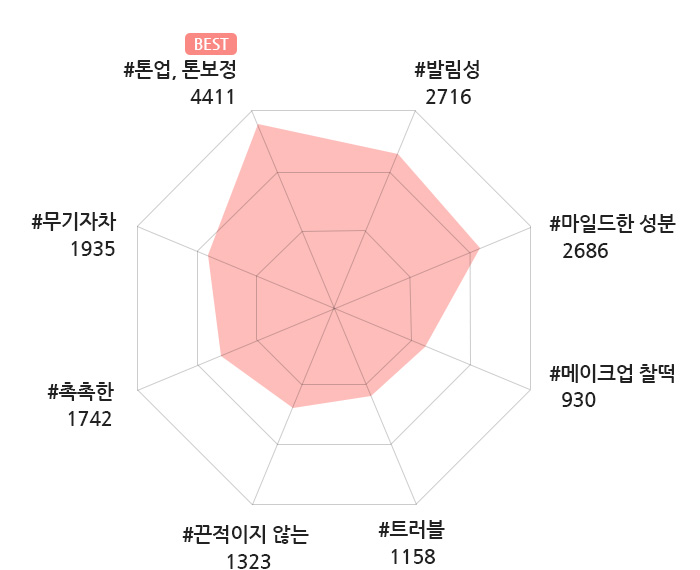 BEST
#톤업, 톤보정
4411
#발림성
2716
#무기자차
1935
#마일드한 성분
2686
#촉촉한
1742
#메이크업 찰떡
930
#끈적이지 않는
1323
#트러블
1158